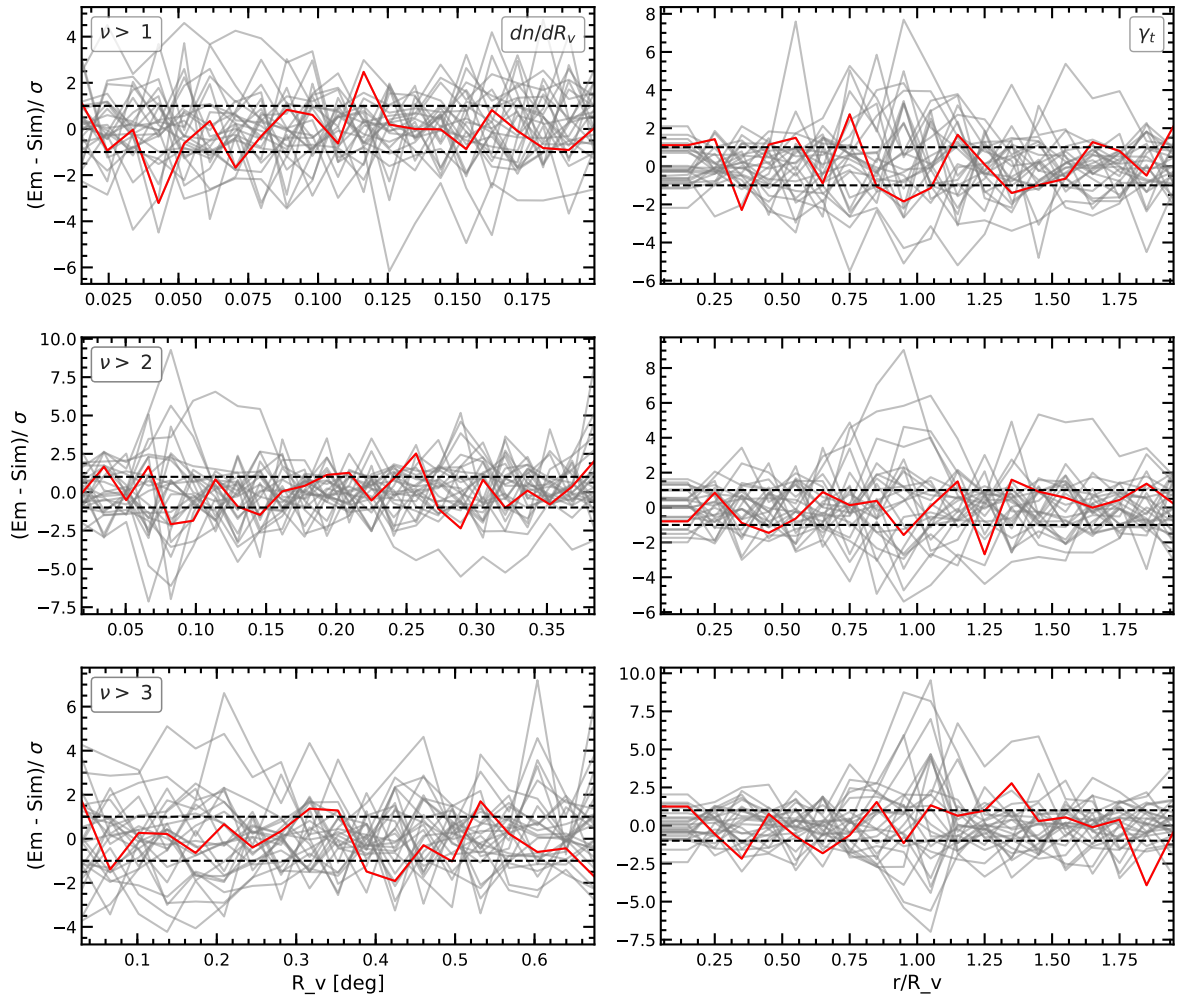 ν > 1
dn/dR_v
γ_t
(Em - Sim)/ σ
4
2
0
−2
−4
−6
0.025 0.050 0.075 0.100 0.125 0.150 0.175
8
6
4
2
0
−2
−4
−6
0.25 0.50 0.75 1.00 1.25 1.50 1.75
ν > 2
(Em - Sim)/ σ
10.0
7.5
5.0
2.5
0.0
−2.5
−5.0
−7.5
0.05 0.10 0.15 0.20 0.25 0.30 0.35
8
6
4
2
0
−2
−4
−6
0.25 0.50 0.75 1.00 1.25 1.50 1.75
ν > 3
(Em - Sim)/ σ
6
4
2
0
−2
−4
0.1 0.2 0.3 0.4 0.5 0.6
R_v [deg]
10.0
7.5
5.0
2.5
0.0
−2.5
−5.0
−7.5
0.25 0.50 0.75 1.00 1.25 1.50 1.75
r/R_v